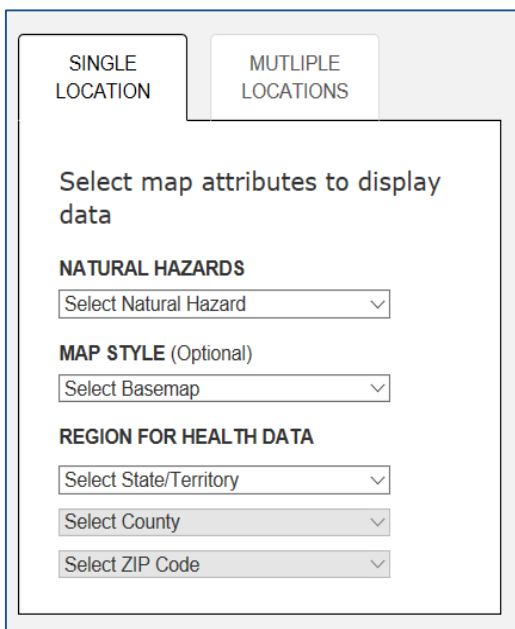 SINGLE
LOCATION
MUTLIPLE
LOCATIONS
Select map attributes to display
data
NATURAL HAZARDS
Select Natural Hazard
MAP STYLE (Optional)
Select Basemap
REGION FOR HEALTH DATA
Select State/Territory
Select County
Select ZIP Code